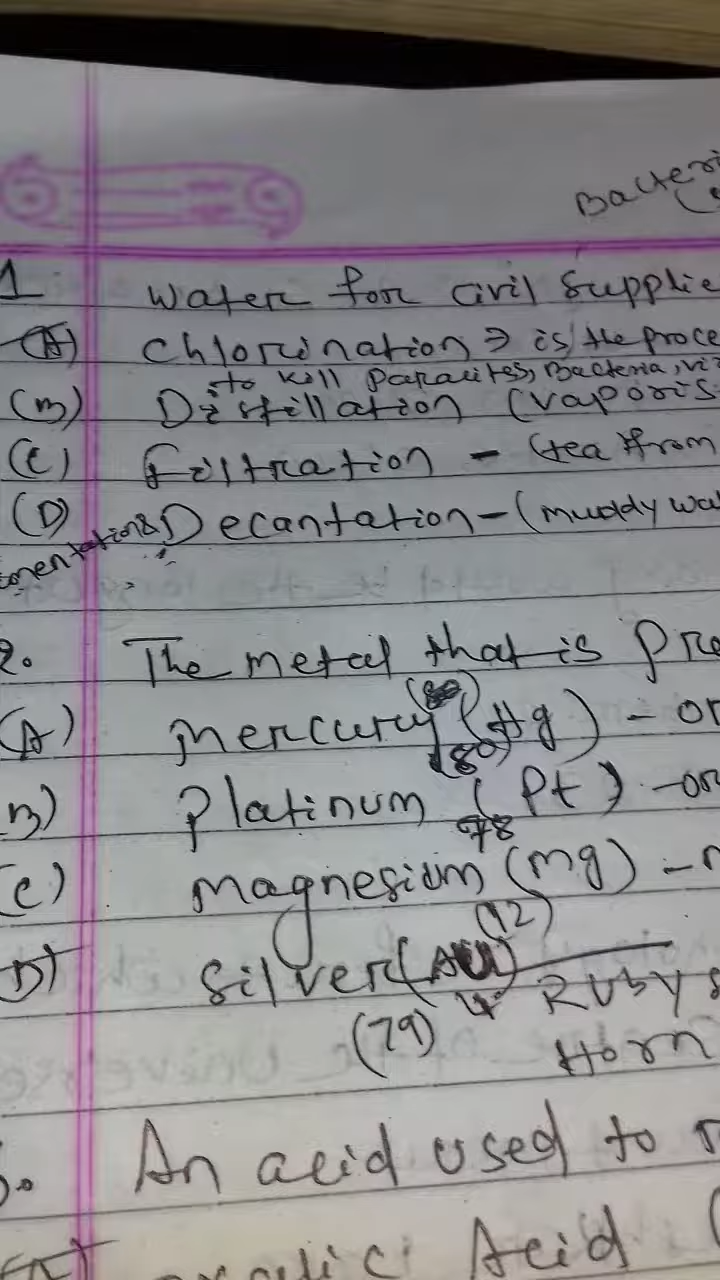 Bacteri
1. Water for Civil Supplie
(A) Chlorination → is the proce
to kill Parasites, Bacteria, vi
(B) Distillation (vaporis
(C) Filtration - (tea from
(D) Decantation - (muddy wa
2. The metal that is pre
(A) Mercury (Hg) - or
(80)
(B) Platinum (Pt) - or
78
(C) Magnesium (Mg) - n
(12)
(D) Silver (
(79) Ruby s
Horn
An acid used to
Acid (